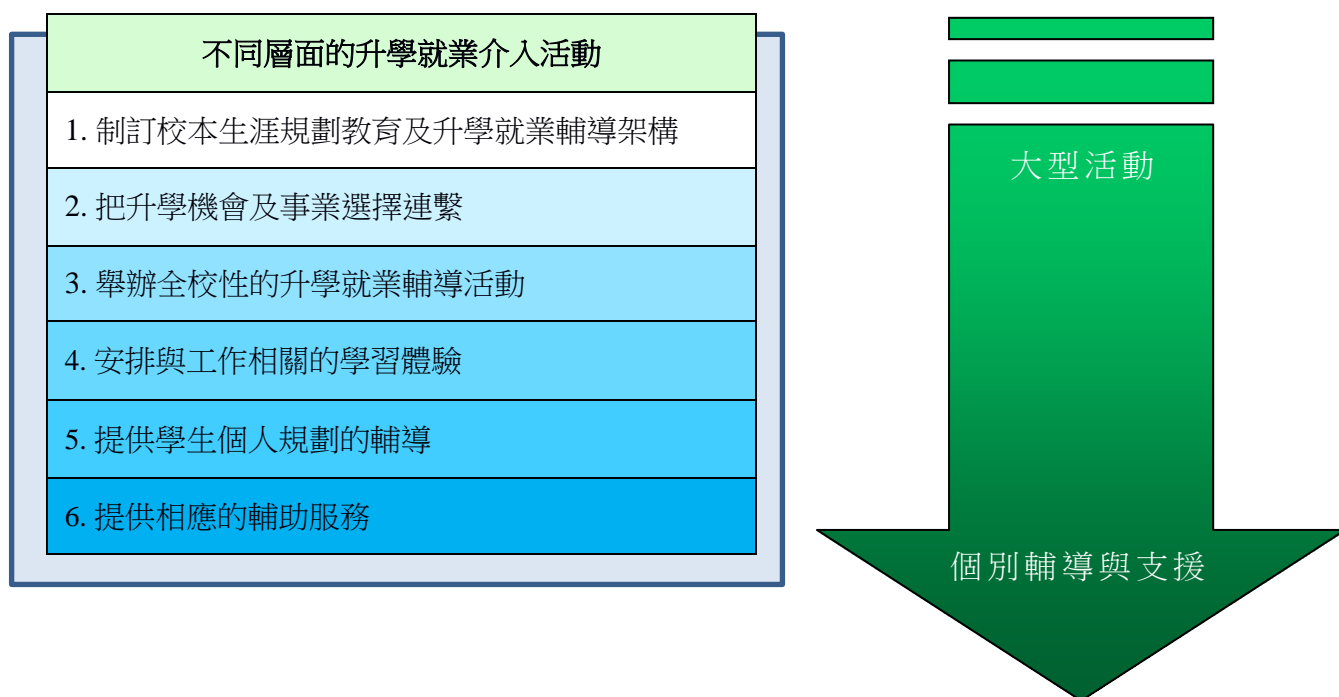 不同層面的升學就業介入活動
1. 制訂校本生涯規劃教育及升學就業輔導架構
2. 把升學機會及事業選擇連繫
3. 舉辦全校性的升學就業輔導活動
4. 安排與工作相關的學習體驗
5. 提供學生個人規劃的輔導
6. 提供相應的輔助服務
大型活動
個別輔導與支援